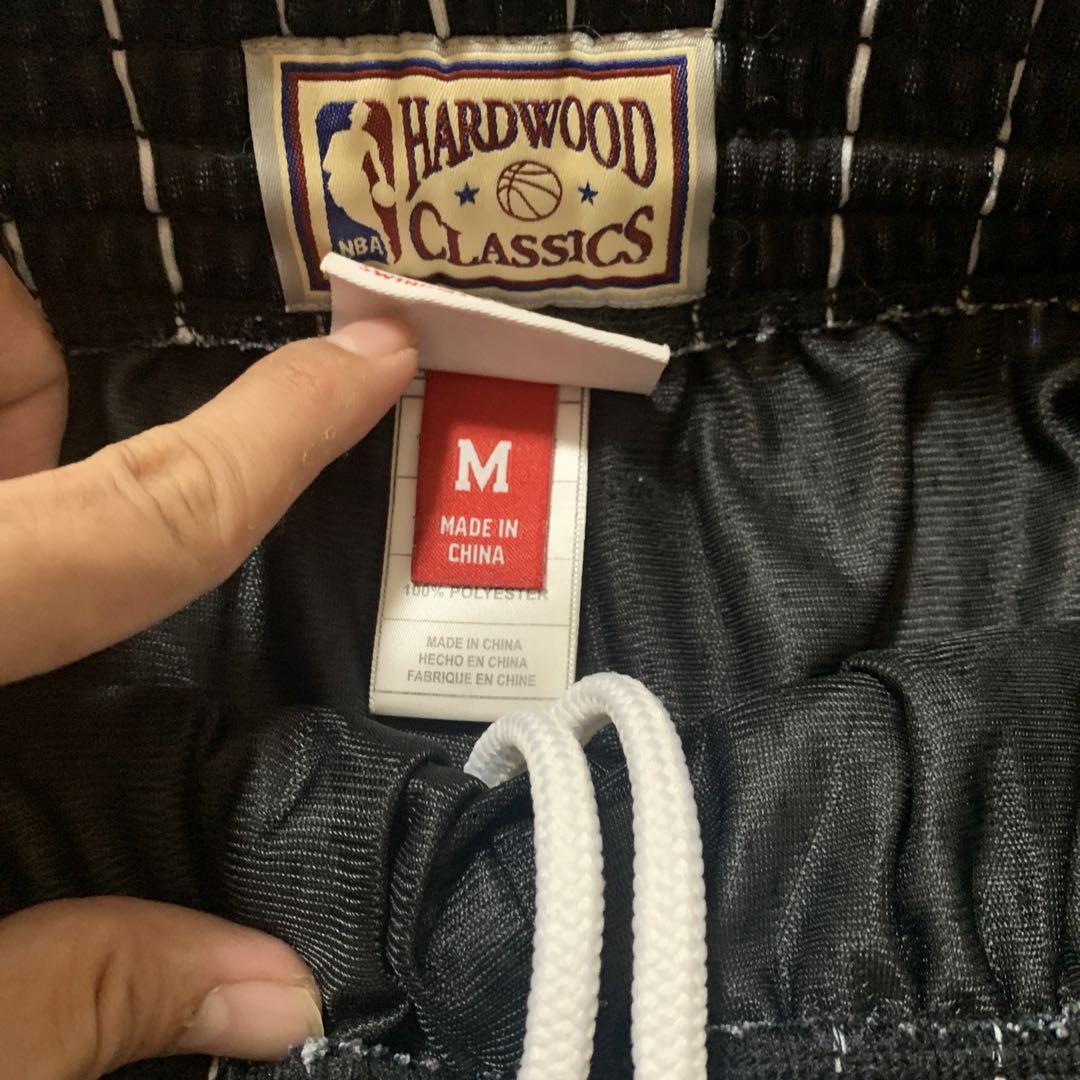 HARDWOOD
NBA
CLASSICS
M
MADE IN
CHINA
100% POLYESTER
MADE IN CHINA
HECHO EN CHINA
FABRIQUE EN CHINE